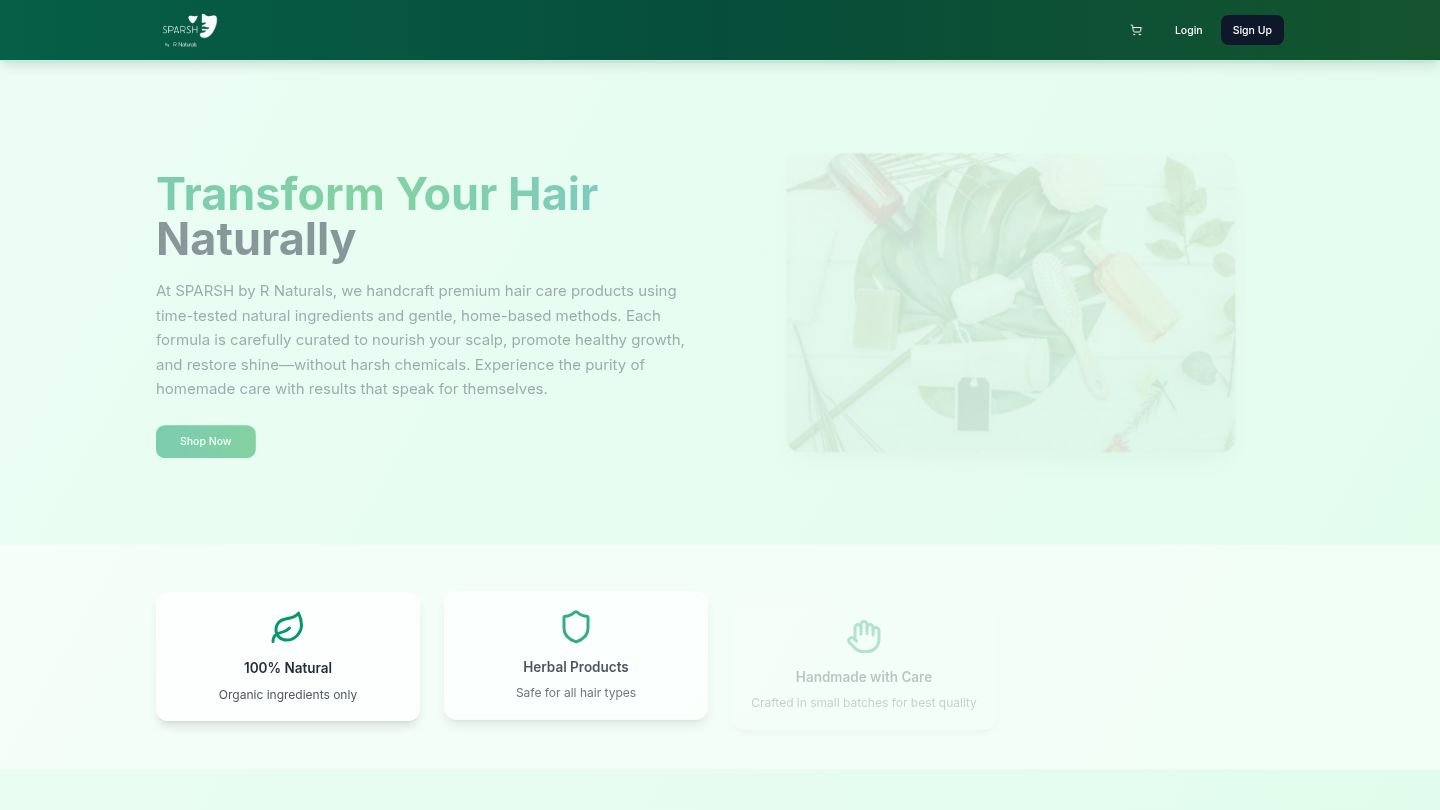 SPARSH
by R Naturals
Login
Sign Up
Transform Your Hair
Naturally
At SPARSH by R Naturals, we handcraft premium hair care products using
time-tested natural ingredients and gentle, home-based methods. Each
formula is carefully curated to nourish your scalp, promote healthy growth,
and restore shine—without harsh chemicals. Experience the purity of
homemade care with results that speak for themselves.
Shop Now
100% Natural
Organic ingredients only
Herbal Products
Safe for all hair types
Handmade with Care
Crafted in small batches for best quality